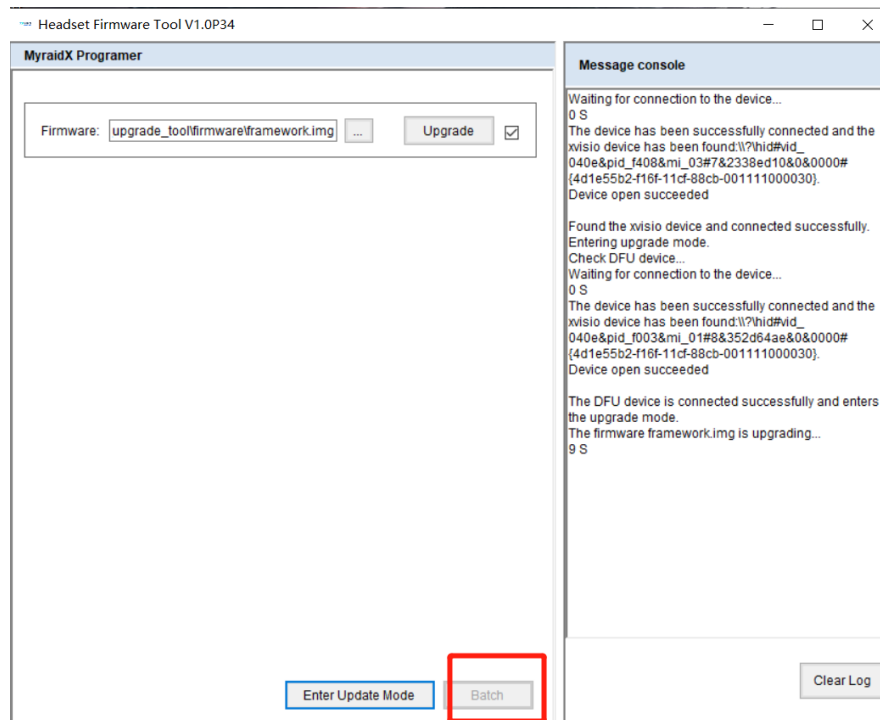 Headset Firmware Tool V1.0P34
MyraidX Programer
Firmware:
upgrade_tool\firmware\framework.img
...
Upgrade
Enter Update Mode
Batch
Message console
Waiting for connection to the device...
0 S
The device has been successfully connected and the
xvisio device has been found:\\?\hid#vid_
040e&pid_f408&mi_03#7&2338ed10&0&0000#
{4d1e55b2-f16f-11cf-88cb-001111000030}.
Device open succeeded
Found the xvisio device and connected successfully.
Entering upgrade mode.
Check DFU device...
Waiting for connection to the device...
0 S
The device has been successfully connected and the
xvisio device has been found:\\?\hid#vid_
040e&pid_f003&mi_01#8&352d64ae&0&0000#
{4d1e55b2-f16f-11cf-88cb-001111000030}.
Device open succeeded
The DFU device is connected successfully and enters
the upgrade mode.
The firmware framework.img is upgrading...
9 S
Clear Log